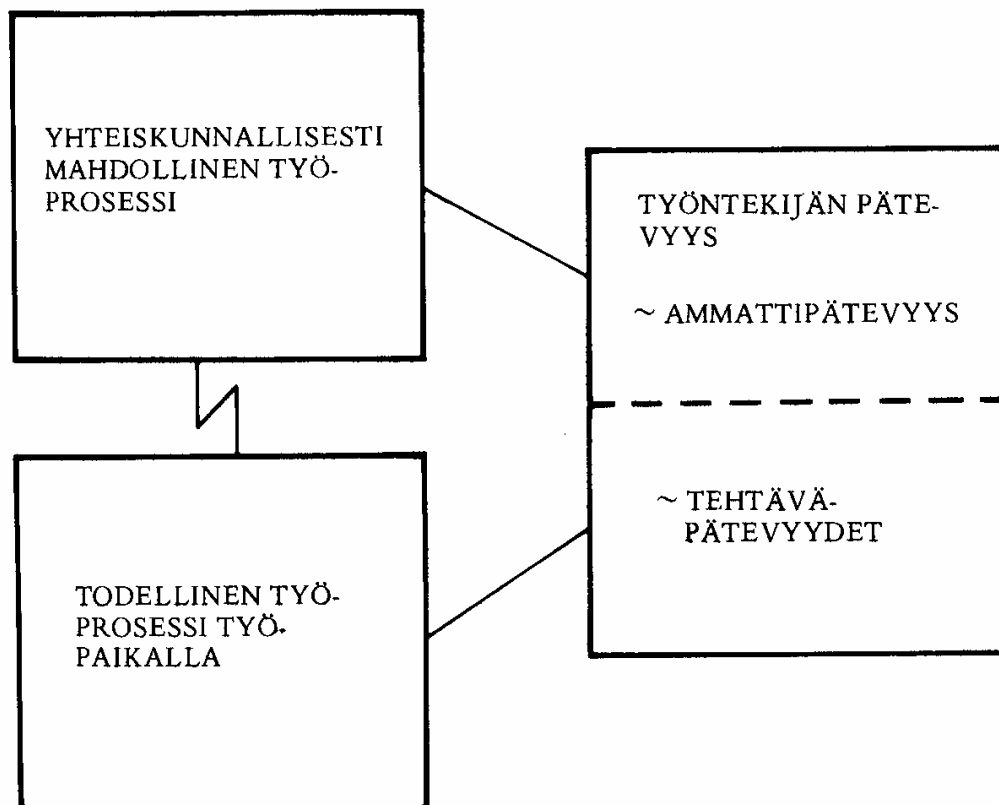 YHTEISKUNNALLISESTI
MAHDOLLINEN TYÖ-
PROSESSI
TYÖNTEKIJÄN PÄTE-
VYYS
~ AMMATTIPÄTEVYYS
~ TEHTÄVÄ-
PÄTEVYYDET
TODELLINEN TYÖ-
PROSESSI TYÖ-
PAIKALLA